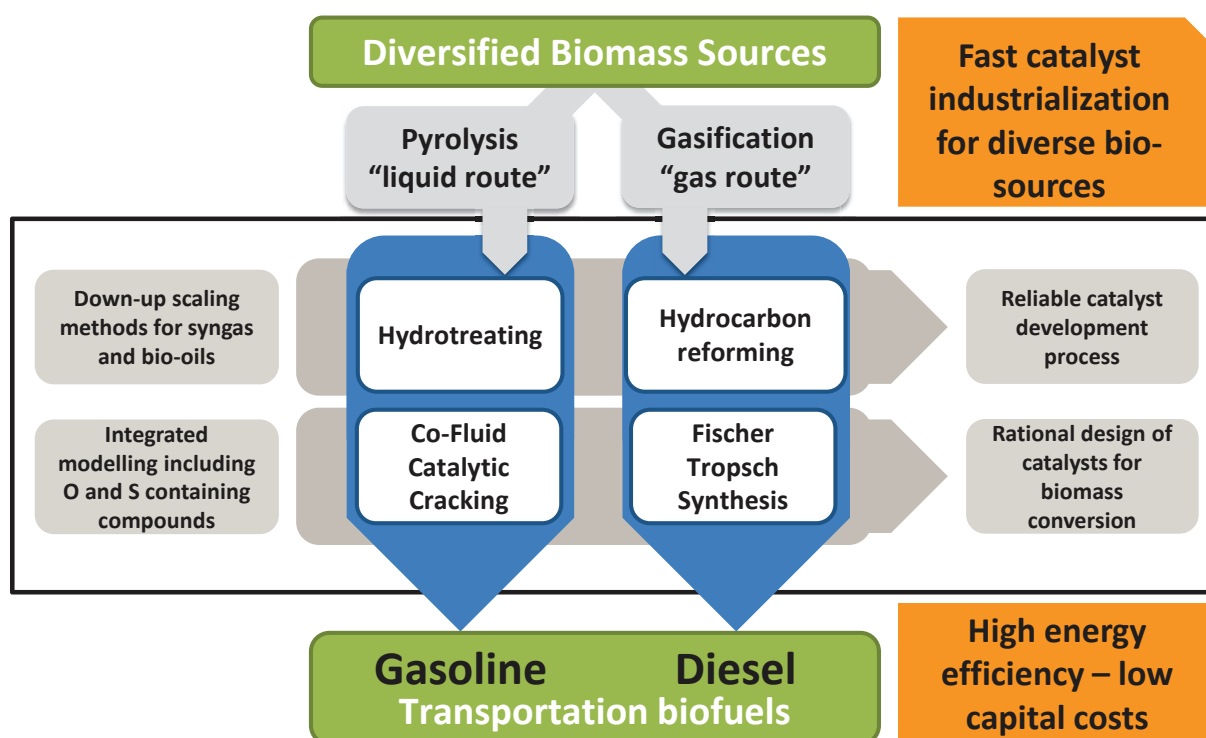 Diversified Biomass Sources
Fast catalyst
industrialization
for diverse bio-
sources
Pyrolysis
“liquid route”
Gasification
“gas route”
Down-up scaling
methods for syngas
and bio-oils
Hydrotreating
Hydrocarbon
reforming
Reliable catalyst
development
process
Integrated
modelling including
O and S containing
compounds
Co-Fluid
Catalytic
Cracking
Fischer
Tropsch
Synthesis
Rational design of
catalysts for
biomass
conversion
Gasoline
Diesel
Transportation biofuels
High energy
efficiency – low
capital costs